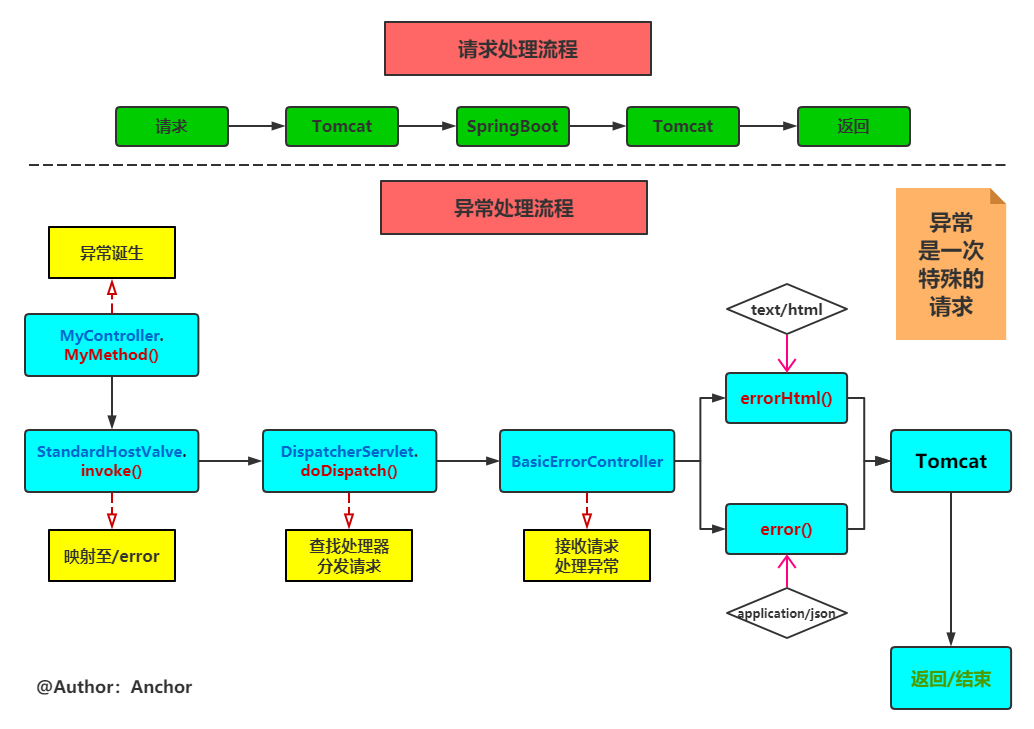 请求处理流程
请求
Tomcat
SpringBoot
Tomcat
返回
异常处理流程
异常
是一次
特殊的
请求
异常诞生
MyController.
MyMethod()
StandardHostValve.
invoke()
映射至/error
DispatcherServlet.
doDispatch()
查找处理器
分发请求
BasicErrorController
接收请求
处理异常
text/html
errorHtml()
error()
application/json
Tomcat
返回/结束
@Author：Anchor